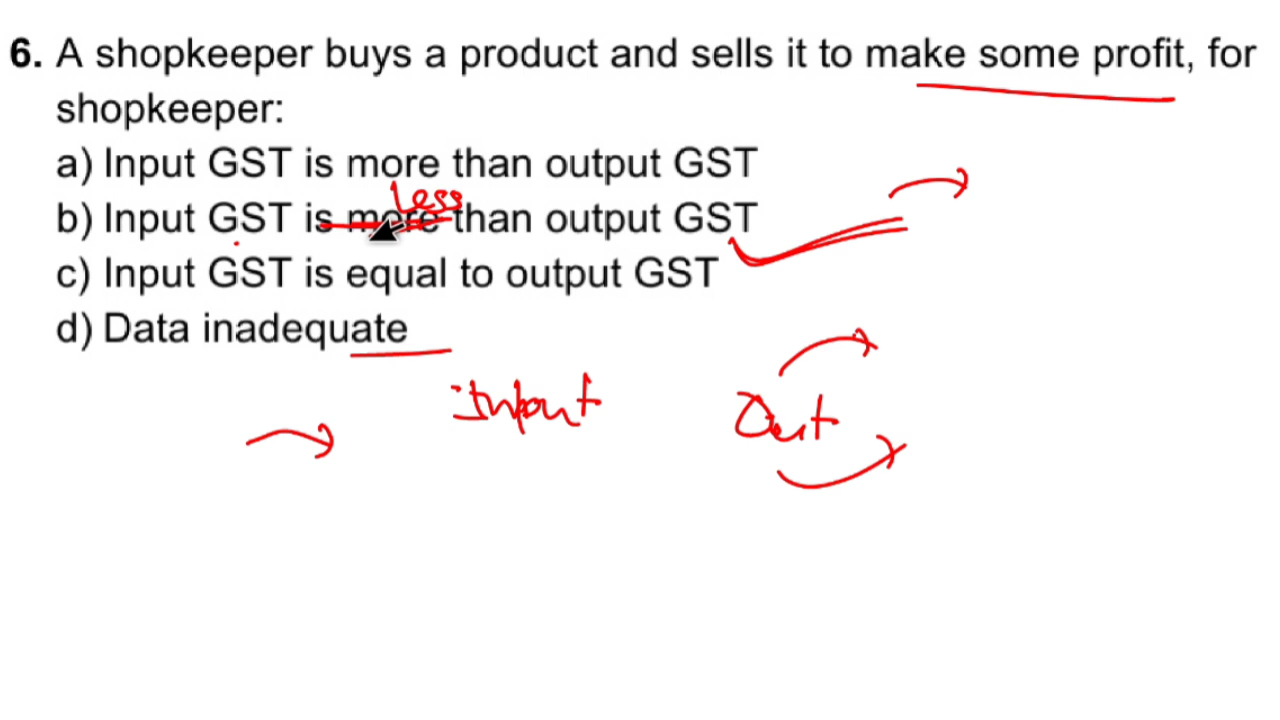 6. A shopkeeper buys a product and sells it to make some profit, for
shopkeeper:
a) Input GST is more than output GST
Less
b) Input GST is more than output GST
c) Input GST is equal to output GST
d) Data inadequate
Input Out